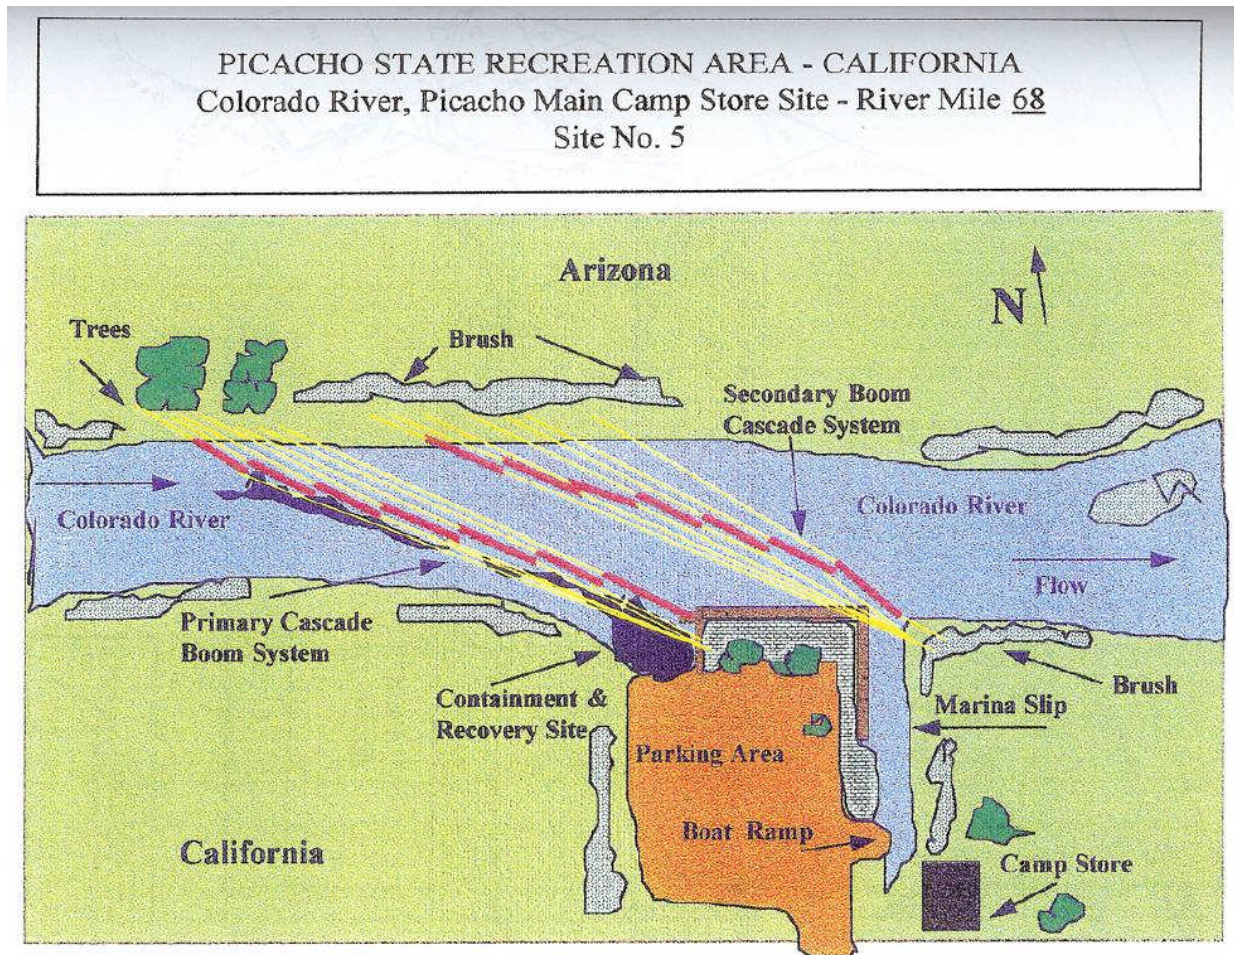 PICACHO STATE RECREATION AREA - CALIFORNIA
Colorado River, Picacho Main Camp Store Site - River Mile 68
Site No. 5
Arizona
N
Trees
Brush
Secondary Boom
Cascade System
Colorado River
Colorado River
Flow
Primary Cascade
Boom System
Containment &
Recovery Site
Brush
Marina Slip
Parking Area
Boat Ramp
California
Camp Store